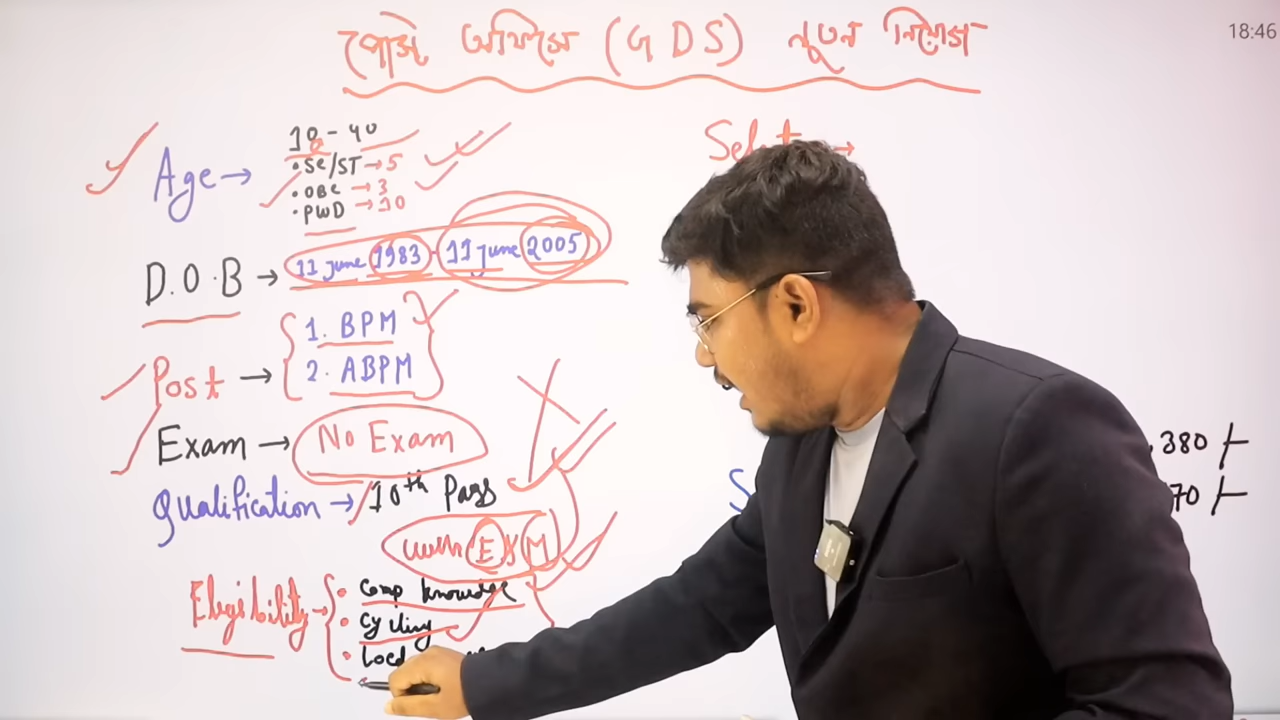 18:46
পোস্ট অফিসে (GDS) নূতন নিয়োগ
Age → 18 - 40
• SC/ST → 5
• OBC → 3
• PWD → 10
D.O.B → 11 june 1983 - 11 june 2005
Post → 1. BPM
2. ABPM
Exam → No Exam
Qualification → 10th Pass
with E & M
Elegibility → • Comp knowledge
• Cycling
•
→
380/-
70/-